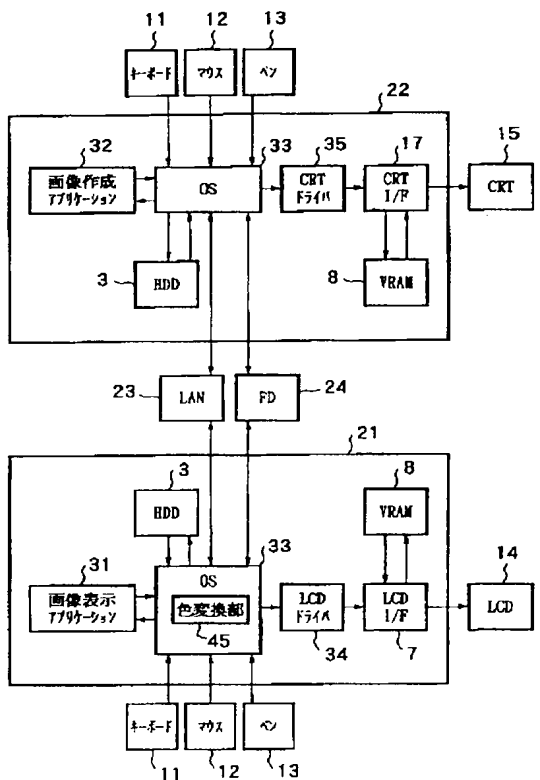 11
12
13
キーボード
マウス
ペン
22
32
33
35
17
15
画像作成
アプリケーション
OS
CRT
ドライバ
CRT
I/F
CRT
3
HDD
8
VRAM
23
LAN
FD
24
21
3
HDD
8
VRAM
31
33
14
画像表示
アプリケーション
OS
色変換部
45
LCD
ドライバ
34
LCD
I/F
7
LCD
キーボード
マウス
ペン
11
12
13